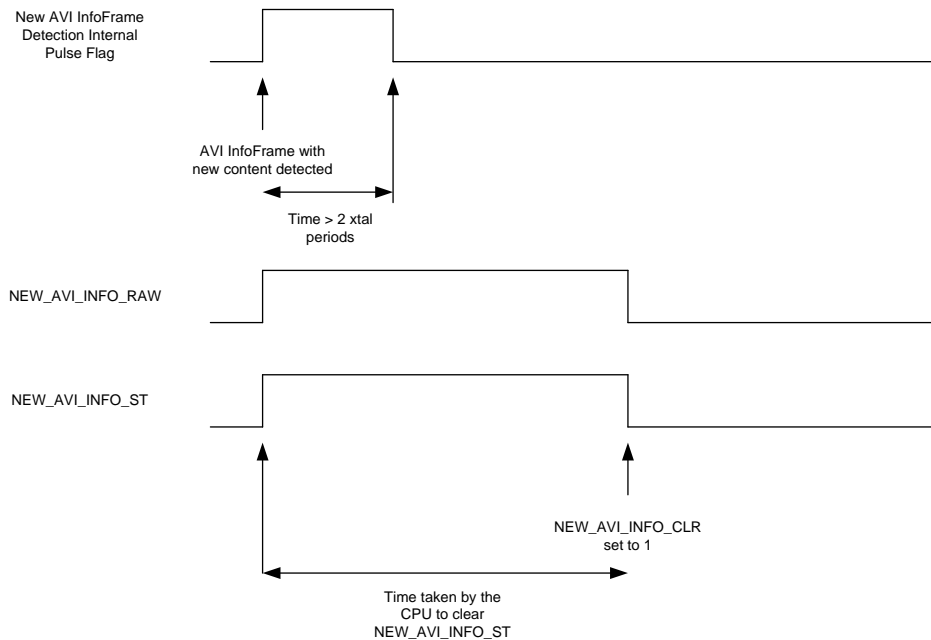 New AVI InfoFrame
Detection Internal
Pulse Flag
AVI InfoFrame with
new content detected
Time > 2 xtal
periods
NEW_AVI_INFO_RAW
NEW_AVI_INFO_ST
NEW_AVI_INFO_CLR
set to 1
Time taken by the
CPU to clear
NEW_AVI_INFO_ST